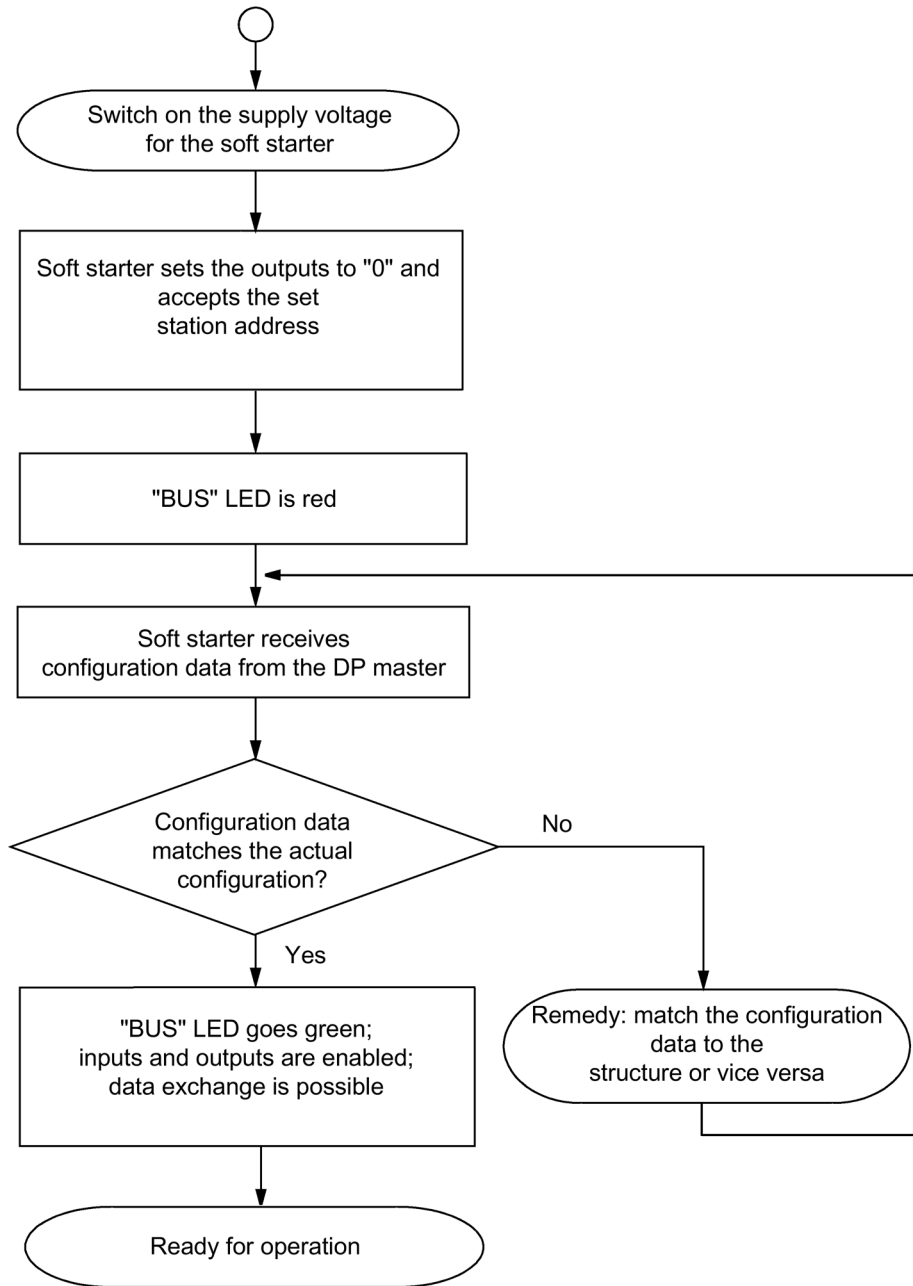 Switch on the supply voltage
for the soft starter
Soft starter sets the outputs to "0" and
accepts the set
station address
"BUS" LED is red
Soft starter receives
configuration data from the DP master
Configuration data
matches the actual
configuration?
No
Yes
"BUS" LED goes green;
inputs and outputs are enabled;
data exchange is possible
Remedy: match the configuration
data to the
structure or vice versa
Ready for operation